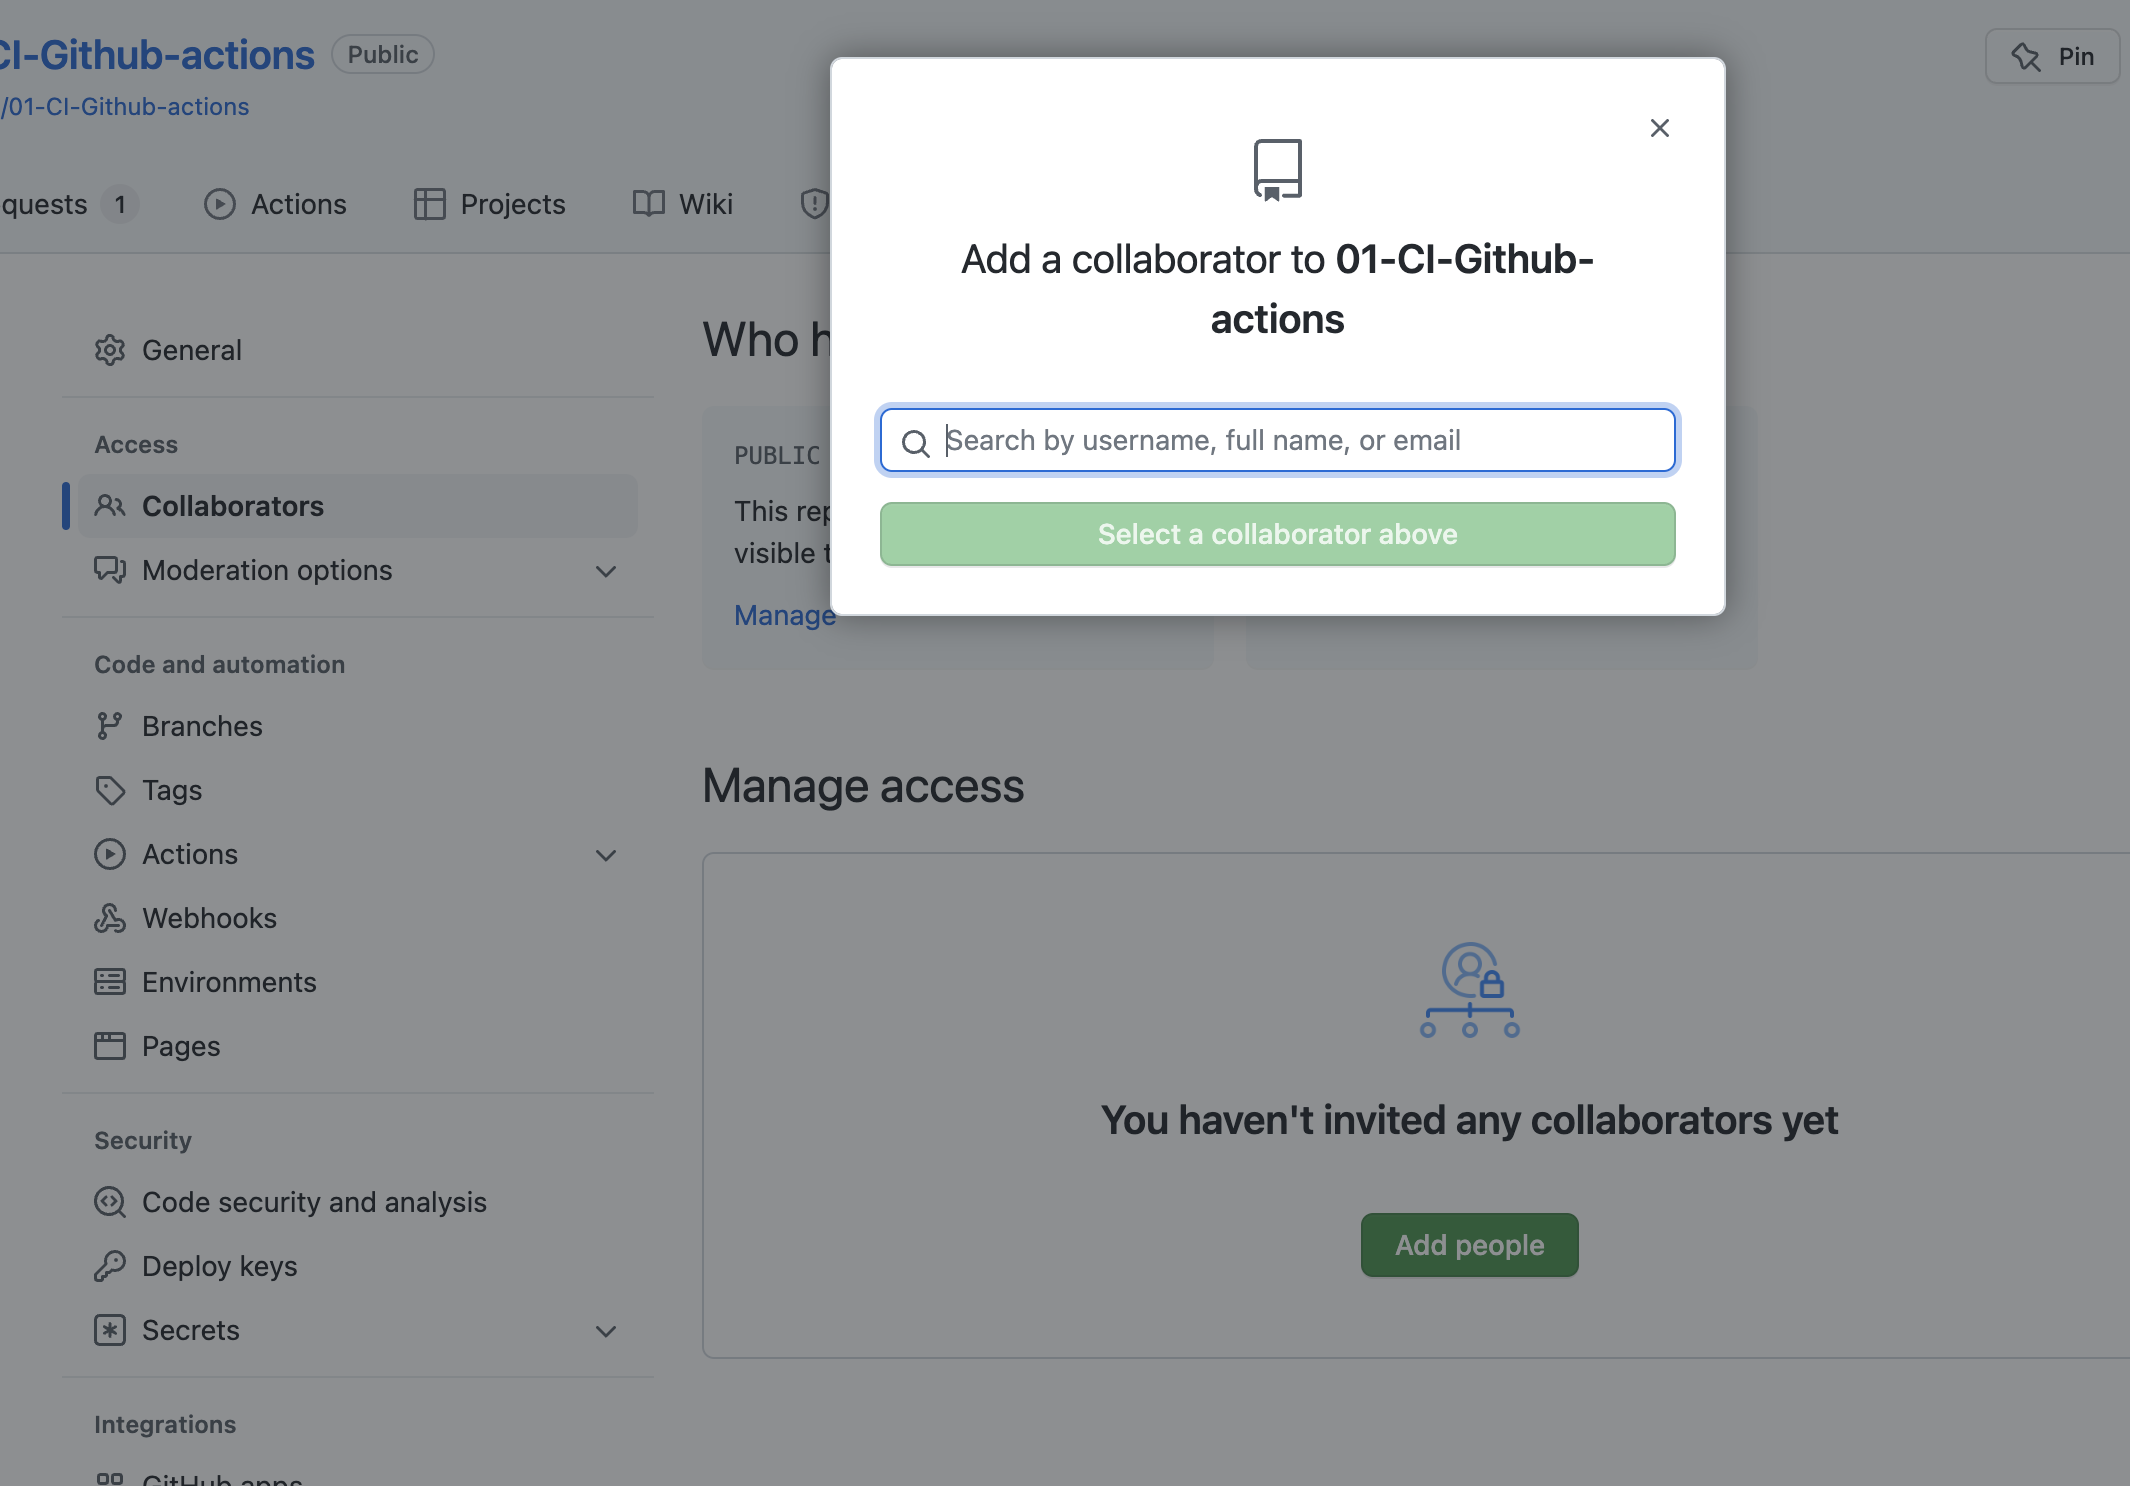 CI-Github-actions
Public
Pin
/01-CI-Github-actions
quests 1
Actions
Projects
Wiki
General
Access
Collaborators
Moderation options
Code and automation
Branches
Tags
Actions
Webhooks
Environments
Pages
Security
Code security and analysis
Deploy keys
Secrets
Integrations
GitHub apps
Who h
PUBLIC
This rep
visible t
Manage
Add a collaborator to 01-CI-Github-
actions
Search by username, full name, or email
Select a collaborator above
Manage access
You haven't invited any collaborators yet
Add people